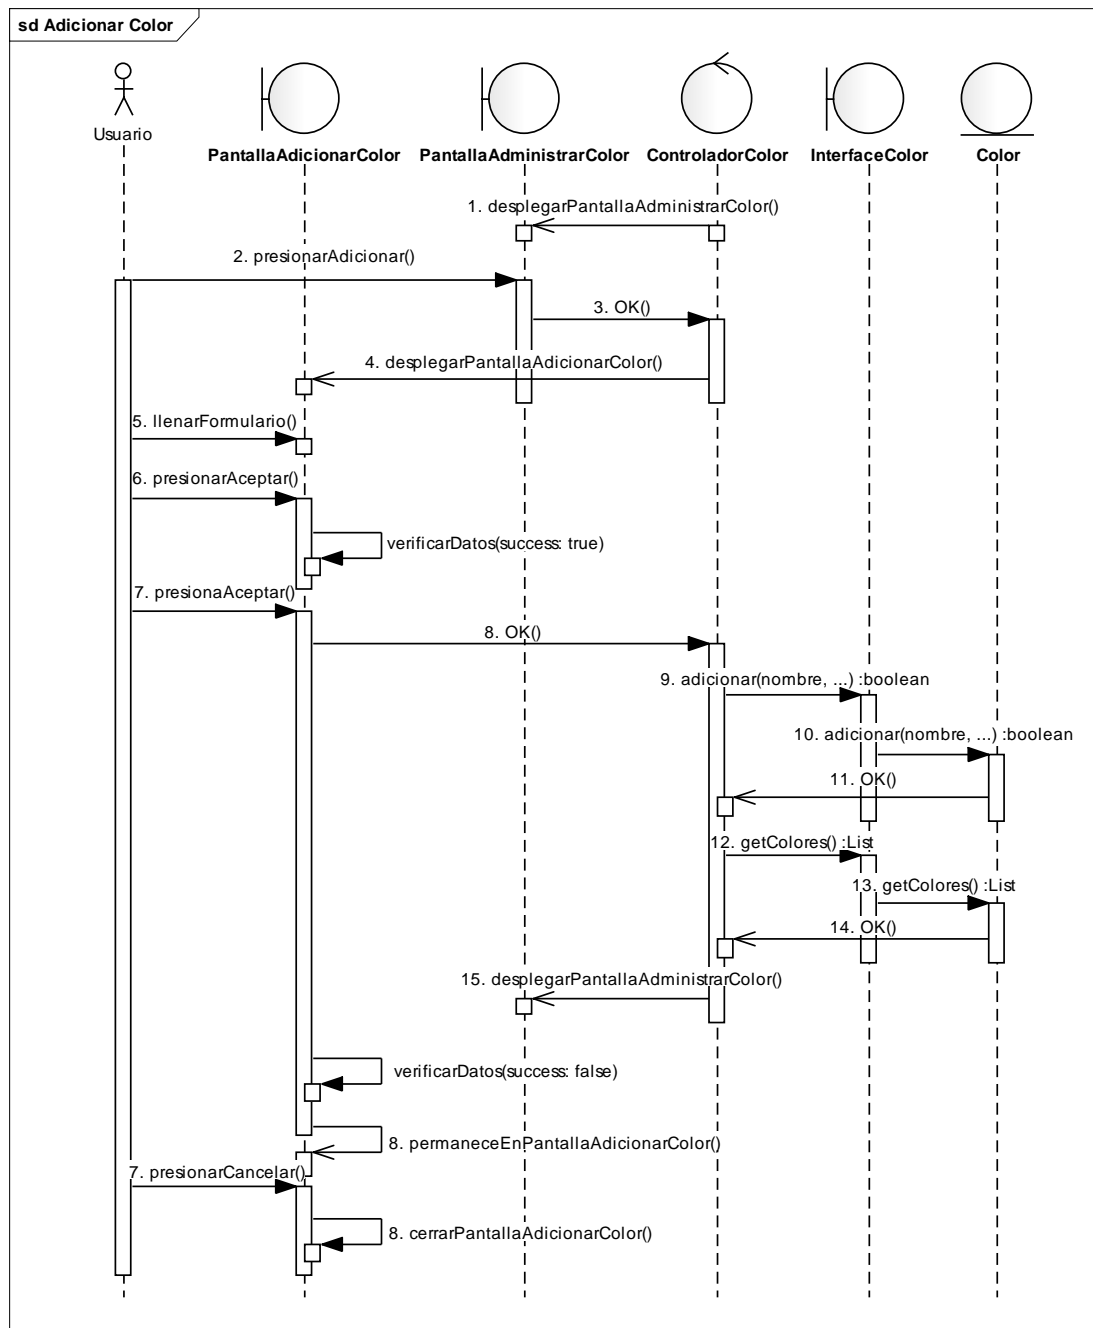 sd Adicionar Color
Usuario
PantallaAdicionarColor
PantallaAdministrarColor
ControladorColor
InterfaceColor
Color
1. desplegarPantallaAdministrarColor()
2. presionarAdicionar()
3. OK()
4. desplegarPantallaAdicionarColor()
5. llenarFormulario()
6. presionarAceptar()
verificarDatos(success: true)
7. presionaAceptar()
8. OK()
9. adicionar(nombre, ...) :boolean
10. adicionar(nombre, ...) :boolean
11. OK()
12. getColores() :List
13. getColores() :List
14. OK()
15. desplegarPantallaAdministrarColor()
verificarDatos(success: false)
8. permaneceEnPantallaAdicionarColor()
7. presionarCancelar()
8. cerrarPantallaAdicionarColor()